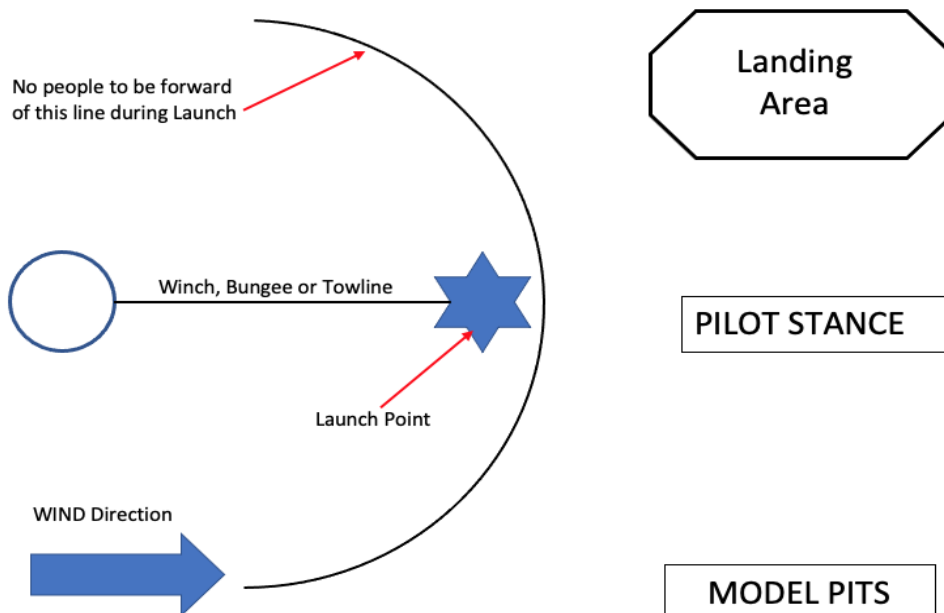 Landing
Area
No people to be forward
of this line during Launch
Winch, Bungee or Towline
PILOT STANCE
Launch Point
WIND Direction
MODEL PITS